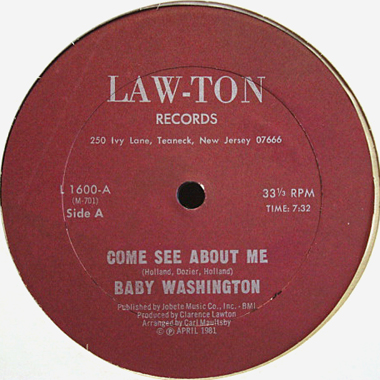 LAW-TON
RECORDS
250 Ivy Lane, Teaneck, New Jersey 07666
L 1600-A
(M-701)
Side A
33⅓ RPM
TIME: 7:32
COME SEE ABOUT ME
(Holland, Dozier, Holland)
BABY WASHINGTON
Published by Jobete Music Co., Inc. - BMI
Produced by Clarence Lawton
Arranged by Carl Maultsby
© ℗ APRIL 1981